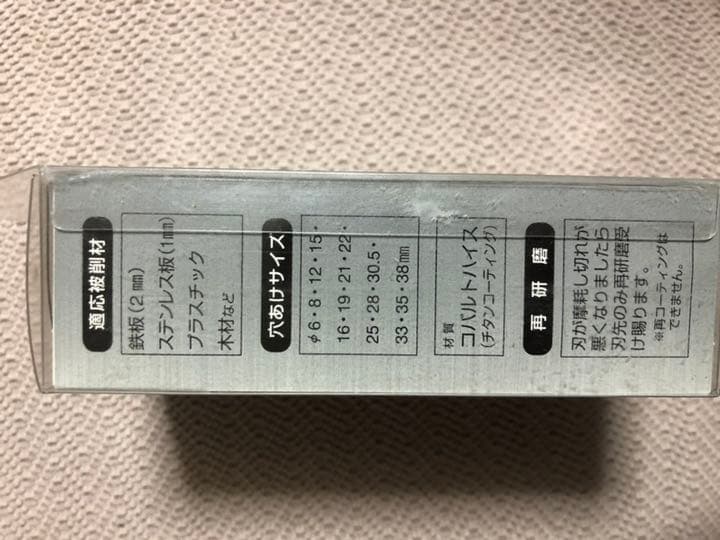 適応被削材
鉄板(2㎜)
ステンレス板(1㎜)
プラスチック
木材など
穴あけサイズ
φ6・8・12・15・
16・19・21・22・
25・28・30.5・
33・35・38㎜
材質
コバルトハイス
(チタンコーティング)
再研磨
刃が摩耗し切れが
悪くなりましたら
刃先のみ再研磨受
け賜ります。
※再コーティングは
できません。